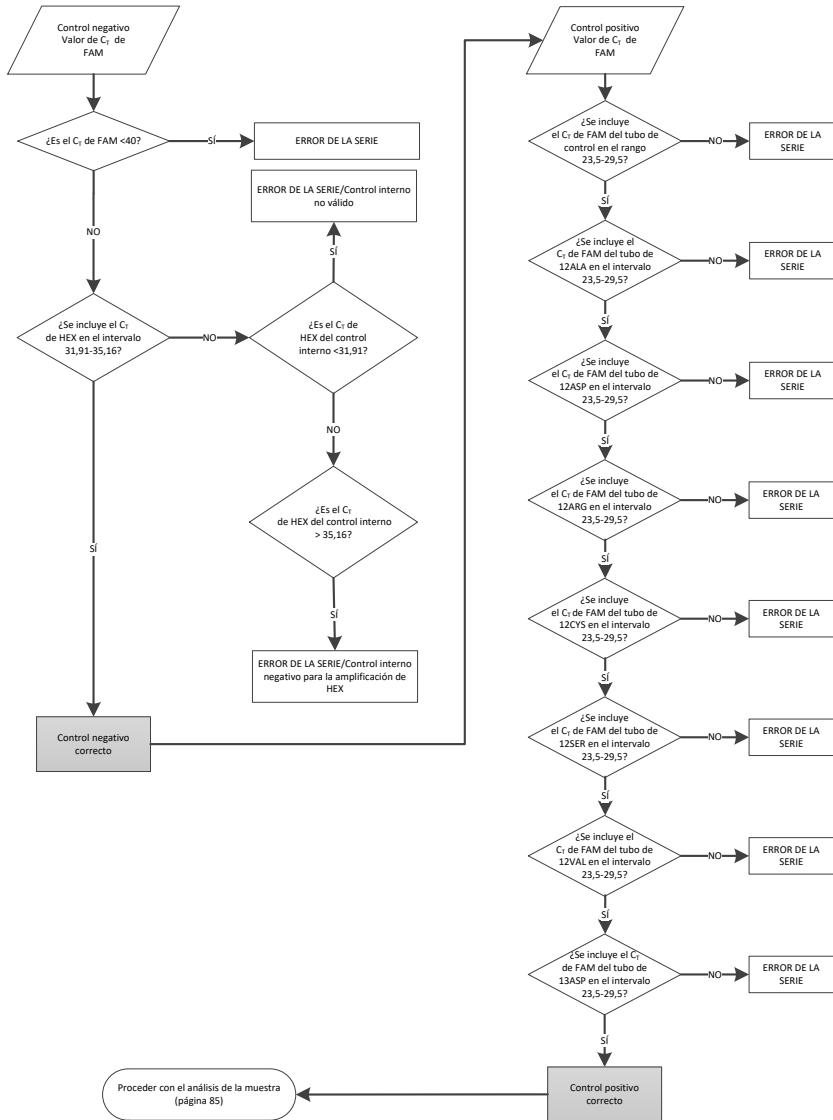 Control negativo
Valor de CT de
FAM
¿Es el CT de FAM <40?
SÍ
ERROR DE LA SERIE
NO
ERROR DE LA SERIE/Control interno
no válido
SÍ
¿Se incluye el CT
de HEX en el intervalo
31,91-35,16?
NO
¿Es el CT de
HEX del control
interno <31,91?
NO
¿Es el CT
de HEX del control interno
> 35,16?
SÍ
SÍ
ERROR DE LA SERIE/Control interno
negativo para la amplificación de
HEX
Control negativo
correcto
Control positivo
Valor de CT de
FAM
¿Se incluye
el CT de FAM del tubo de
control en el rango
23,5-29,5?
NO
ERROR DE LA
SERIE
SÍ
¿Se incluye el
CT de FAM del tubo de
12ALA en el intervalo
23,5-29,5?
NO
ERROR DE LA
SERIE
SÍ
¿Se incluye
el CT de FAM del tubo de
12ASP en el intervalo
23,5-29,5?
NO
ERROR DE LA
SERIE
SÍ
¿Se incluye
el CT de FAM del tubo de
12ARG en el intervalo
23,5-29,5?
NO
ERROR DE LA
SERIE
SÍ
¿Se incluye
el CT de FAM del tubo de
12CYS en el intervalo
23,5-29,5?
NO
ERROR DE LA
SERIE
SÍ
¿Se incluye
el CT de FAM del tubo de
12SER en el intervalo
23,5-29,5?
NO
ERROR DE LA
SERIE
SÍ
¿Se incluye el
CT de FAM del tubo de
12VAL en el intervalo
23,5-29,5?
NO
ERROR DE LA
SERIE
SÍ
¿Se incluye el CT
de FAM del tubo de
13ASP en el intervalo
23,5-29,5?
NO
ERROR DE LA
SERIE
SÍ
Control positivo
correcto
Proceder con el análisis de la muestra
(página 85)